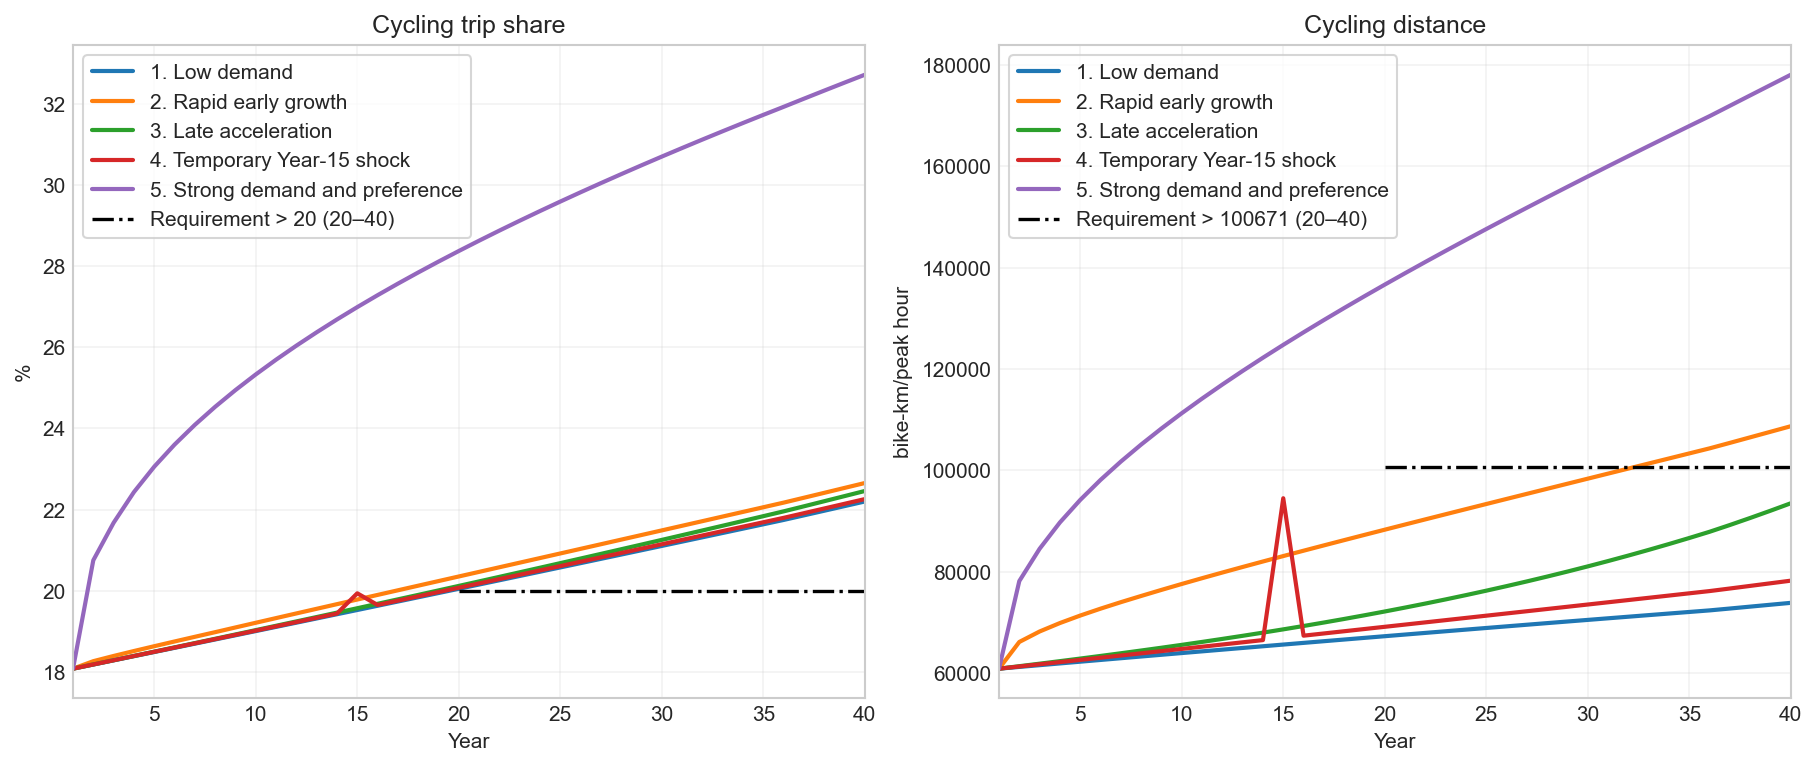 Cycling trip share
1. Low demand
2. Rapid early growth
3. Late acceleration
4. Temporary Year-15 shock
5. Strong demand and preference
Requirement > 20 (20–40)
%
32
30
28
26
24
22
20
18
5
10
15
20
25
30
35
40
Year
Cycling distance
1. Low demand
2. Rapid early growth
3. Late acceleration
4. Temporary Year-15 shock
5. Strong demand and preference
Requirement > 100671 (20–40)
bike-km/peak hour
180000
160000
140000
120000
100000
80000
60000
5
10
15
20
25
30
35
40
Year